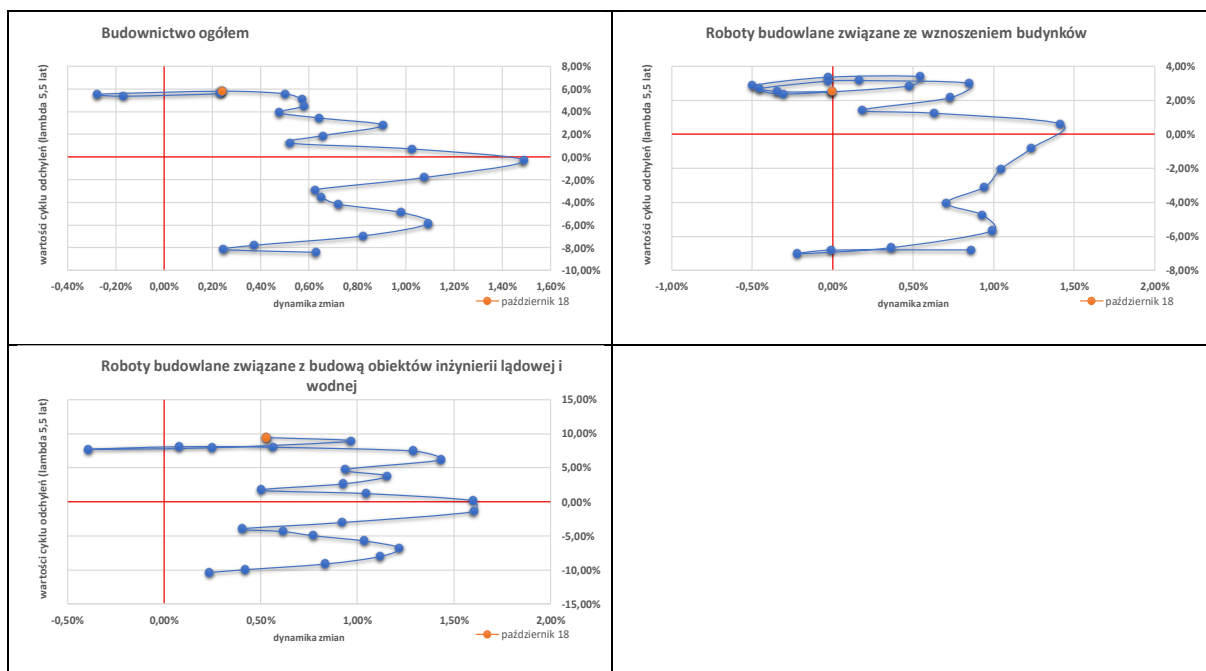 Budownictwo ogółem
wartość cyklu odchyleń (lambda 5,5 lat)
8,00%
6,00%
4,00%
2,00%
0,00%
-2,00%
-4,00%
-6,00%
-8,00%
-10,00%
-0,40% -0,20% 0,00% 0,20% 0,40% 0,60% 0,80% 1,00% 1,20% 1,40% 1,60%
dynamika zmian
październik 18
Roboty budowlane związane ze wznoszeniem budynków
wartośd cyklu odchyleń (lambda 5,5 lat)
4,00%
2,00%
0,00%
-2,00%
-4,00%
-6,00%
-8,00%
-1,00% -0,50% 0,00% 0,50% 1,00% 1,50% 2,00%
dynamika zmian
październik 18
Roboty budowlane związane z budową obiektów inżynierii lądowej i
wodnej
wartości cyklu odchyleń (lambda 5,5 lat)
15,00%
10,00%
5,00%
0,00%
-5,00%
-10,00%
-15,00%
-0,50% 0,00% 0,50% 1,00% 1,50% 2,00%
dynamika zmian
październik 18